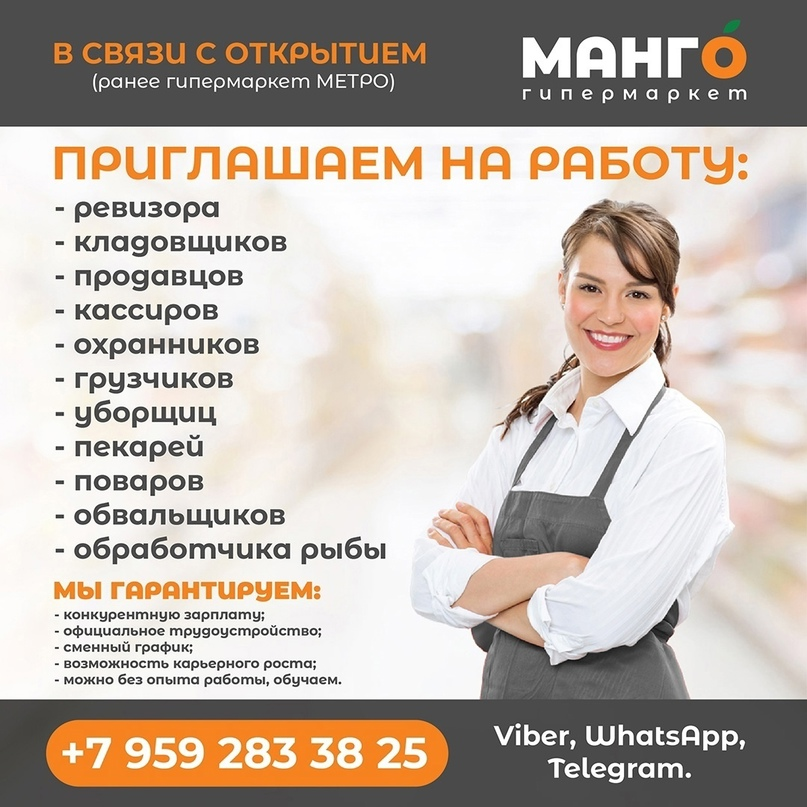 В СВЯЗИ С ОТКРЫТИЕМ
(ранее гипермаркет МЕТРО)
МАНГО
гипермаркет
ПРИГЛАШАЕМ НА РАБОТУ:
- ревизора
- кладовщиков
- продавцов
- кассиров
- охранников
- грузчиков
- уборщиц
- пекарей
- поваров
- обвальщиков
- обработчика рыбы
МЫ ГАРАНТИРУЕМ:
- конкурентную зарплату;
- официальное трудоустройство;
- сменный график;
- возможность карьерного роста;
- можно без опыта работы, обучаем.
+7 959 283 38 25
Viber, WhatsApp,
Telegram.